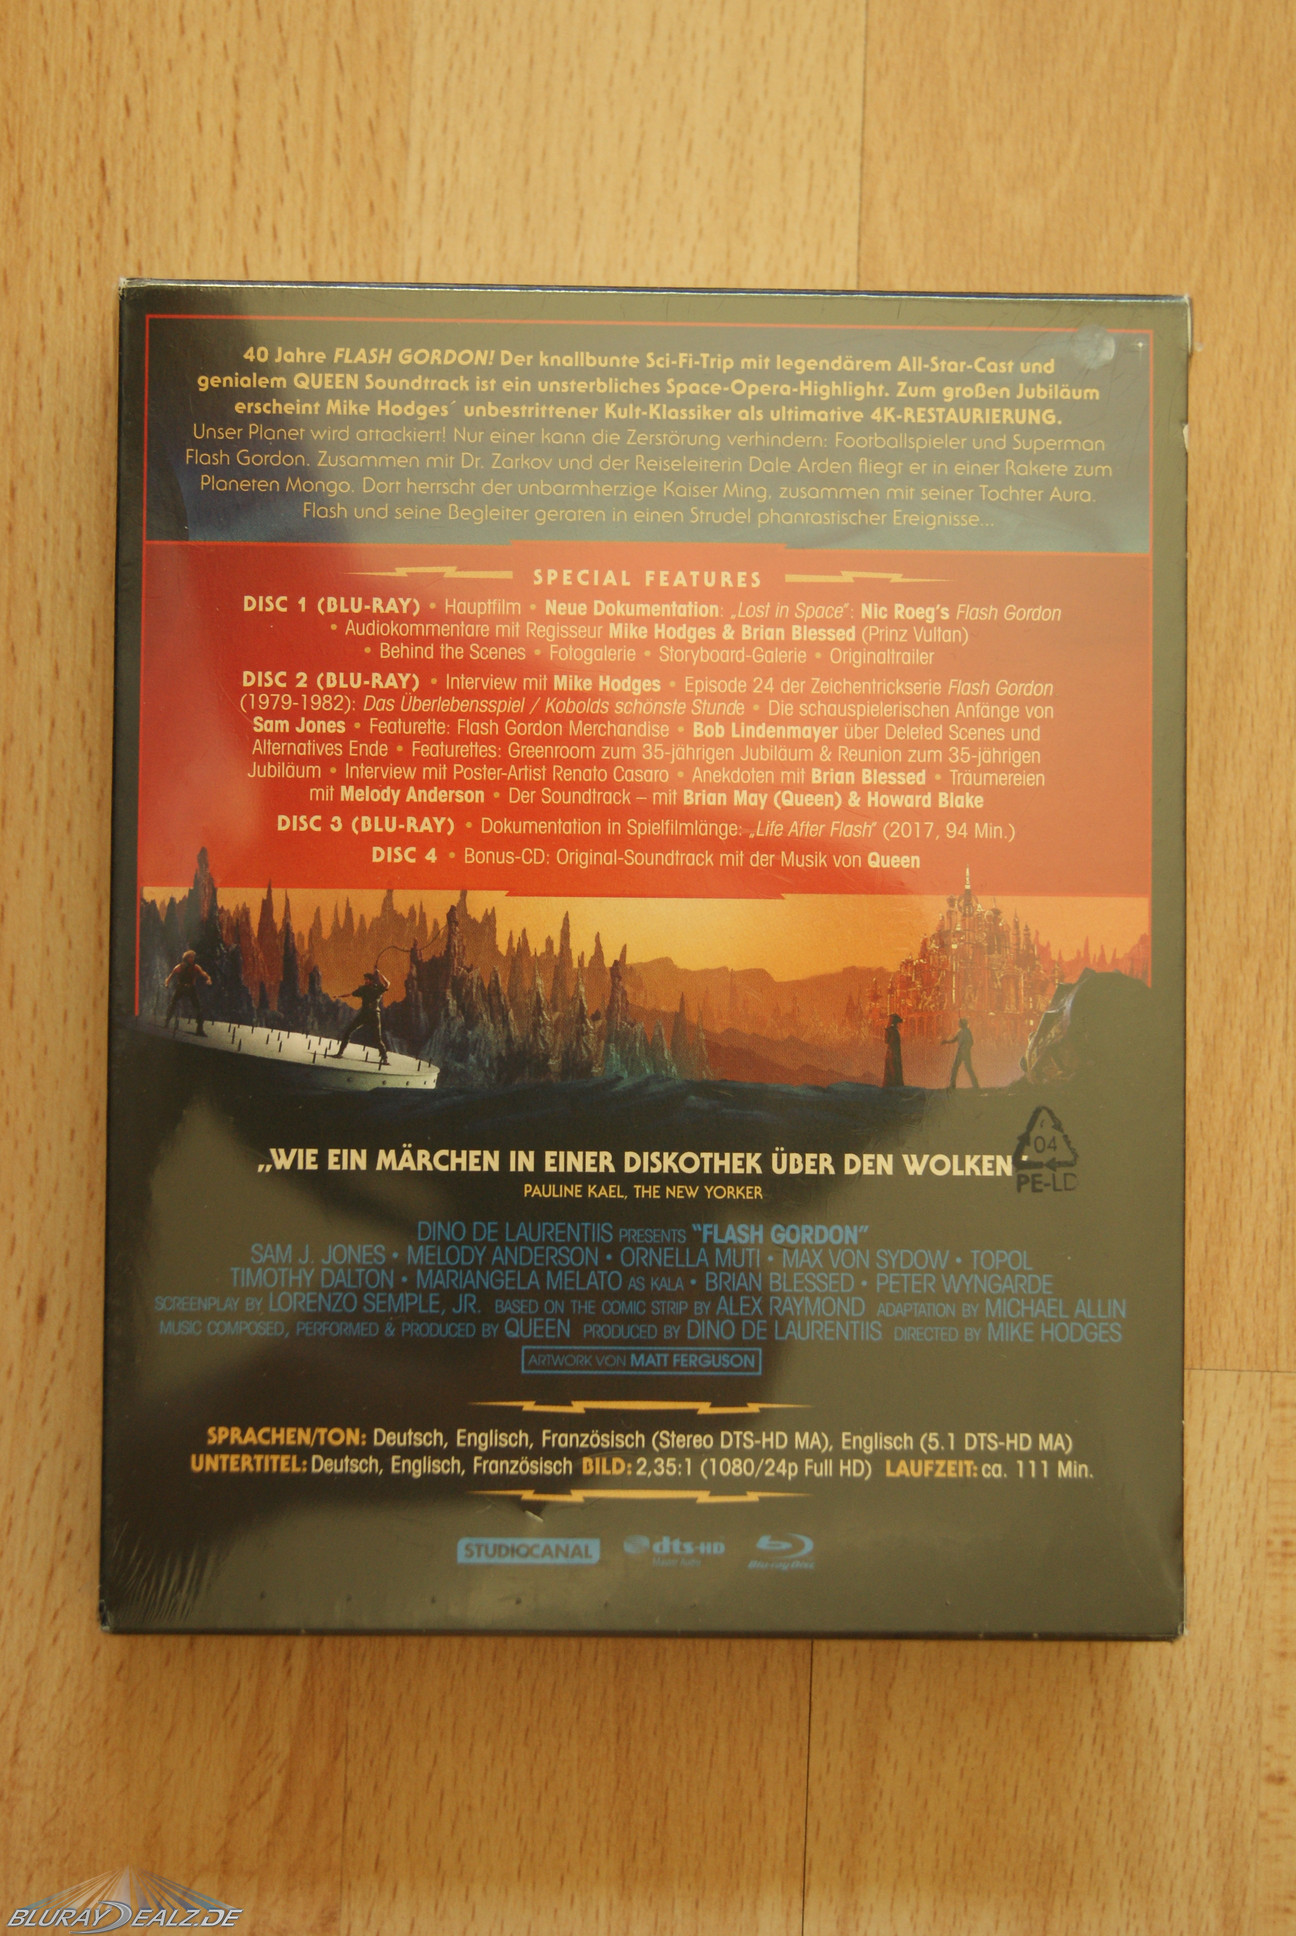 40 Jahre FLASH GORDON! Der knallbunte Sci-Fi-Trip mit legendärem All-Star-Cast und
genialem QUEEN Soundtrack ist ein unsterbliches Space-Opera-Highlight. Zum großen Jubiläum
erscheint Mike Hodges´ unbestrittener Kult-Klassiker als ultimative 4K-RESTAURIERUNG.
Unser Planet wird attackiert! Nur einer kann die Zerstörung verhindern: Footballspieler und Superman
Flash Gordon. Zusammen mit Dr. Zarkov und der Reiseleiterin Dale Arden fliegt er in einer Rakete zum
Planeten Mongo. Dort herrscht der unbarmherzige Kaiser Ming, zusammen mit seiner Tochter Aura.
Flash und seine Begleiter geraten in einen Strudel phantastischer Ereignisse...
SPECIAL FEATURES
DISC 1 (BLU-RAY) • Hauptfilm • Neue Dokumentation: „Lost in Space": Nic Roeg's Flash Gordon
• Audiokommentare mit Regisseur Mike Hodges & Brian Blessed (Prinz Vultan)
• Behind the Scenes • Fotogalerie • Storyboard-Galerie • Originaltrailer
DISC 2 (BLU-RAY) • Interview mit Mike Hodges • Episode 24 der Zeichentrickserie Flash Gordon
(1979-1982): Das Überlebensspiel / Kobolds schönste Stunde • Die schauspielerischen Anfänge von
Sam Jones • Featurette: Flash Gordon Merchandise • Bob Lindenmayer über Deleted Scenes und
Alternatives Ende • Featurettes: Greenroom zum 35-jährigen Jubiläum & Reunion zum 35-jährigen
Jubiläum • Interview mit Poster-Artist Renato Casaro • Anekdoten mit Brian Blessed • Träumereien
mit Melody Anderson • Der Soundtrack – mit Brian May (Queen) & Howard Blake
DISC 3 (BLU-RAY) • Dokumentation in Spielfilmlänge: „Life After Flash" (2017, 94 Min.)
DISC 4 • Bonus-CD: Original-Soundtrack mit der Musik von Queen
04
PE-LD
„WIE EIN MÄRCHEN IN EINER DISKOTHEK ÜBER DEN WOLKEN"
PAULINE KAEL, THE NEW YORKER
DINO DE LAURENTIIS PRESENTS "FLASH GORDON"
SAM J. JONES • MELODY ANDERSON • ORNELLA MUTI • MAX VON SYDOW • TOPOL
TIMOTHY DALTON • MARIANGELA MELATO AS KALA • BRIAN BLESSED • PETER WYNGARDE
SCREENPLAY BY LORENZO SEMPLE, JR. BASED ON THE COMIC STRIP BY ALEX RAYMOND ADAPTATION BY MICHAEL ALLIN
MUSIC COMPOSED, PERFORMED & PRODUCED BY QUEEN PRODUCED BY DINO DE LAURENTIIS DIRECTED BY MIKE HODGES
ARTWORK VON MATT FERGUSON
SPRACHEN/TON: Deutsch, Englisch, Französisch (Stereo DTS-HD MA), Englisch (5.1 DTS-HD MA)
UNTERTITEL: Deutsch, Englisch, Französisch BILD: 2,35:1 (1080/24p Full HD) LAUFZEIT: ca. 111 Min.
STUDIOCANAL dts-HD Blu-ray Disc
Master Audio
BLURAYDEALZ.DE